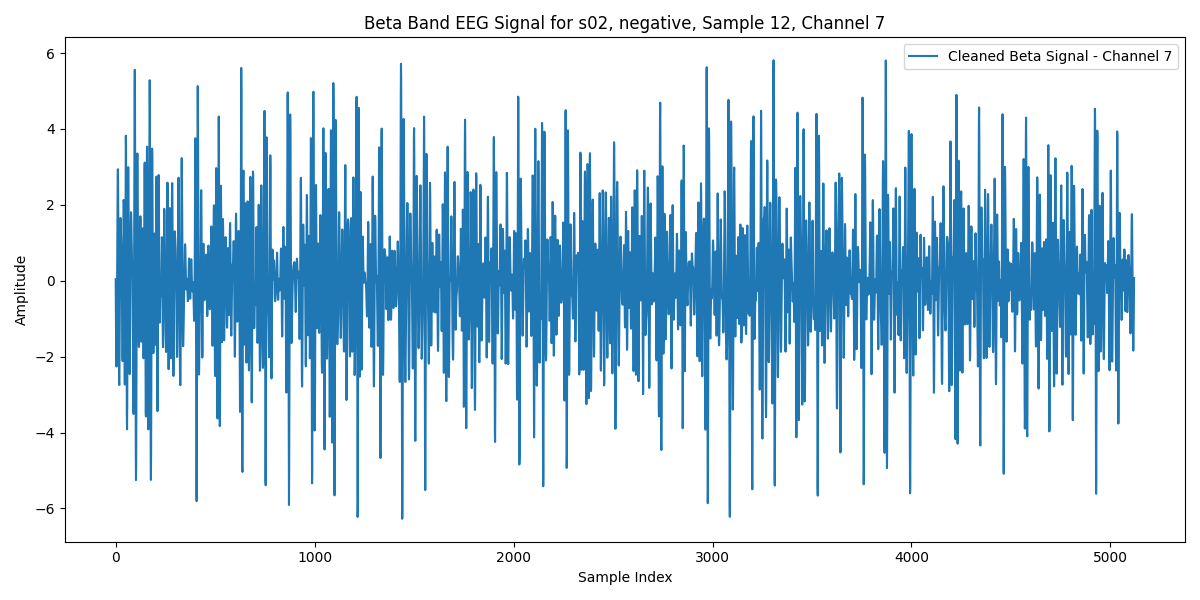 Beta Band EEG Signal for s02, negative, Sample 12, Channel 7
Cleaned Beta Signal - Channel 7
Amplitude
6
4
2
0
−2
−4
−6
0 1000 2000 3000 4000 5000
Sample Index